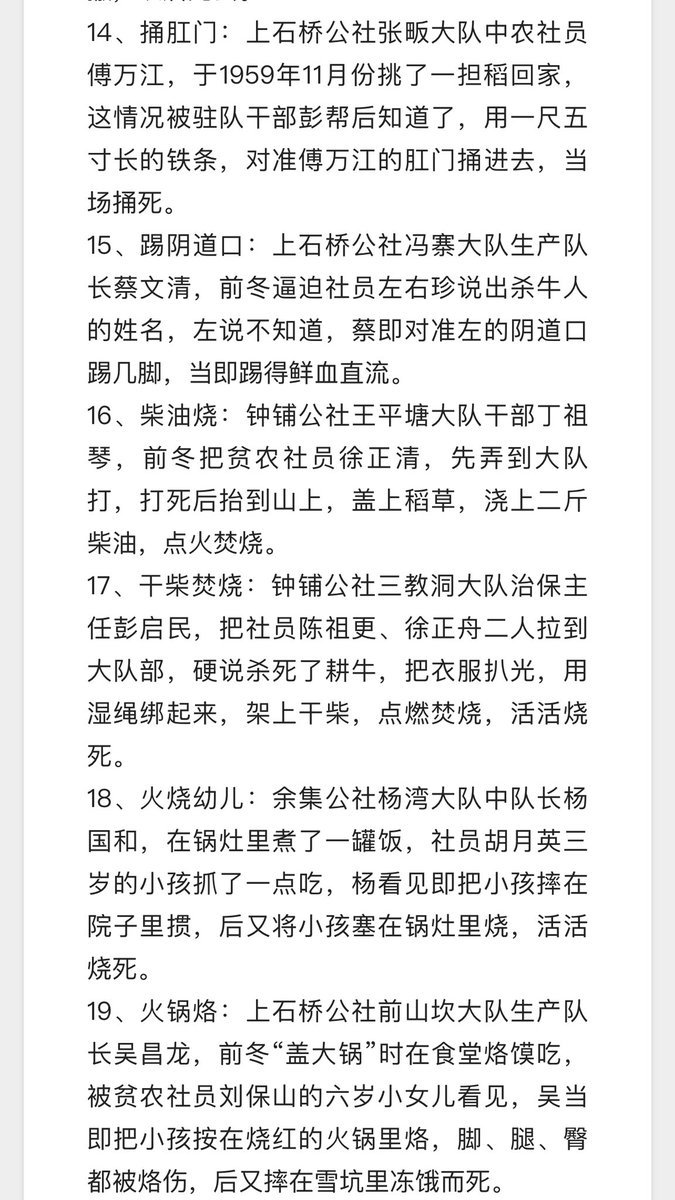 14、捅肛门：上石桥公社张畈大队中农社员
傅万江，于1959年11月份挑了一担稻回家，
这情况被驻队干部彭帮后知道了，用一尺五
寸长的铁条，对准傅万江的肛门捅进去，当
场捅死。
15、踢阴道口：上石桥公社冯寨大队生产队
长蔡文清，前冬逼迫社员左右珍说出杀牛人
的姓名，左说不知道，蔡即对准左的阴道口
踢几脚，当即踢得鲜血直流。
16、柴油烧：钟铺公社王平塘大队干部丁祖
琴，前冬把贫农社员徐正清，先弄到大队
打，打死后抬到山上，盖上稻草，浇上二斤
柴油，点火焚烧。
17、干柴焚烧：钟铺公社三教洞大队治保主
任彭启民，把社员陈祖更、徐正舟二人拉到
大队部，硬说杀死了耕牛，把衣服扒光，用
湿绳绑起来，架上干柴，点燃焚烧，活活烧
死。
18、火烧幼儿：余集公社杨湾大队中队长杨
国和，在锅灶里煮了一罐饭，社员胡月英三
岁的小孩抓了一点吃，杨看见即把小孩摔在
院子里掼，后又将小孩塞在锅灶里烧，活活
烧死。
19、火锅烙：上石桥公社前山坎大队生产队
长吴昌龙，前冬“盖大锅”时在食堂烙馍吃，
被贫农社员刘保山的六岁小女儿看见，吴当
即把小孩按在烧红的火锅里烙，脚、腿、臀
都被烙伤，后又摔在雪坑里冻饿而死。